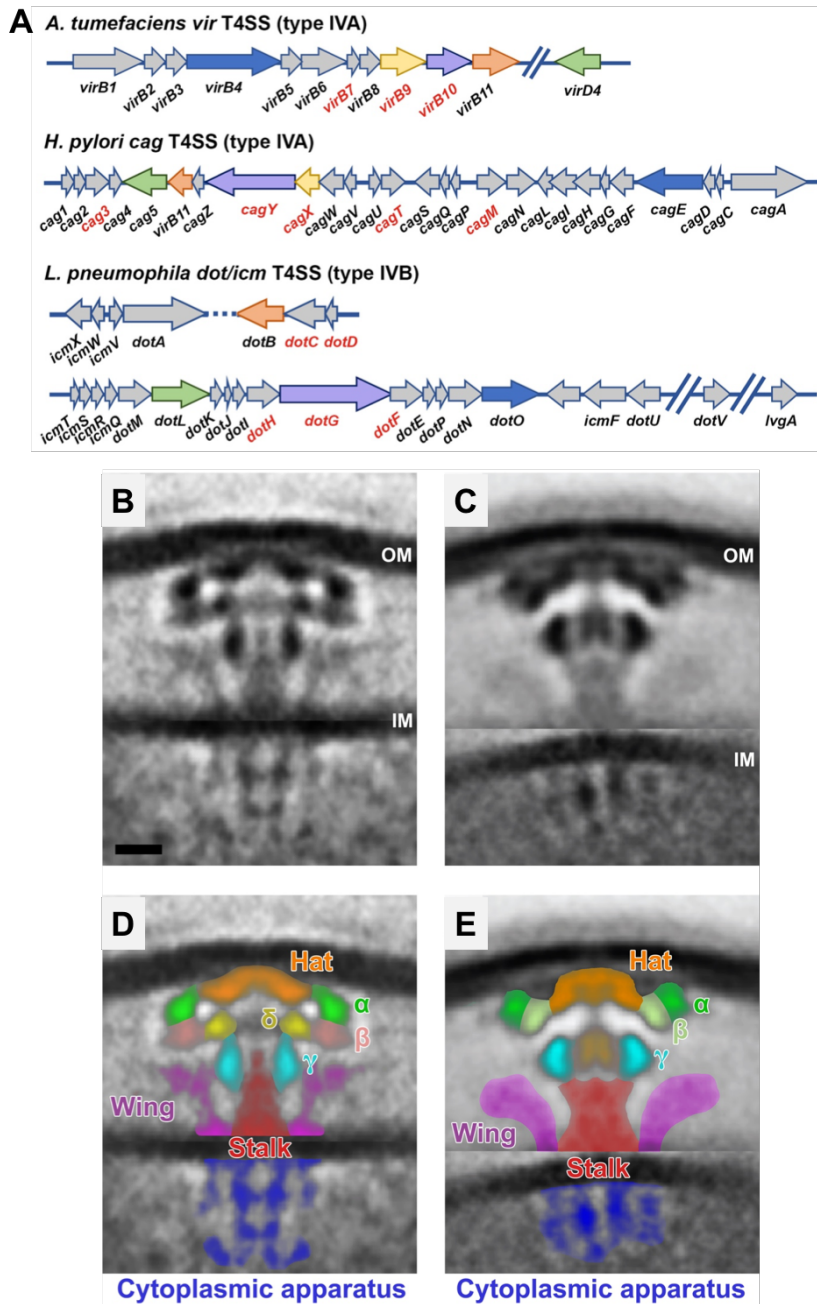 A
A. tumefaciens vir T4SS (type IVA)
virB1 virB2 virB3 virB4 virB5 virB6 virB7 virB8 virB9 virB10 virB11 virD4
H. pylori cag T4SS (type IVA)
cag1 cag2 cag3 cag4 cag5 virB11 cagZ cagY cagX cagW cagV cagU cagT cagS cagQ cagP cagM cagN cagL cagI cagH cagG cagF cagE cagD cagC cagA
L. pneumophila dot/icm T4SS (type IVB)
icmX icmW icmV dotA dotB dotC dotD
icmT icmS icmR icmQ dotM dotL dotK dotJ dotI dotH dotG dotF dotE dotP dotN dotO icmF dotU dotV lvgA
B
OM
IM
C
OM
IM
D
Hat
α
δ
β
γ
Wing
Stalk
Cytoplasmic apparatus
E
Hat
α
β
γ
Wing
Stalk
Cytoplasmic apparatus